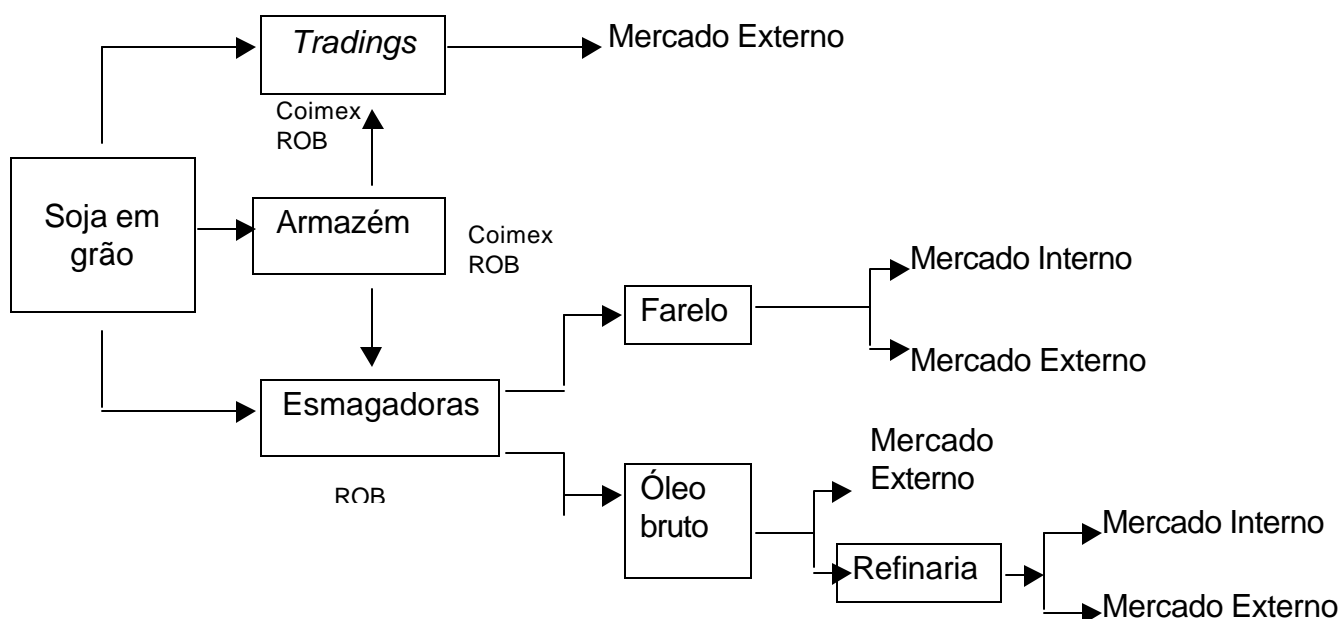 Tradings
Mercado Externo
Coimex
ROB
Soja em
grão
Armazém
Coimex
ROB
Mercado Interno
Farelo
Mercado Externo
Esmagadoras
Mercado
Externo
ROB
Óleo
bruto
Mercado Interno
Refinaria
Mercado Externo